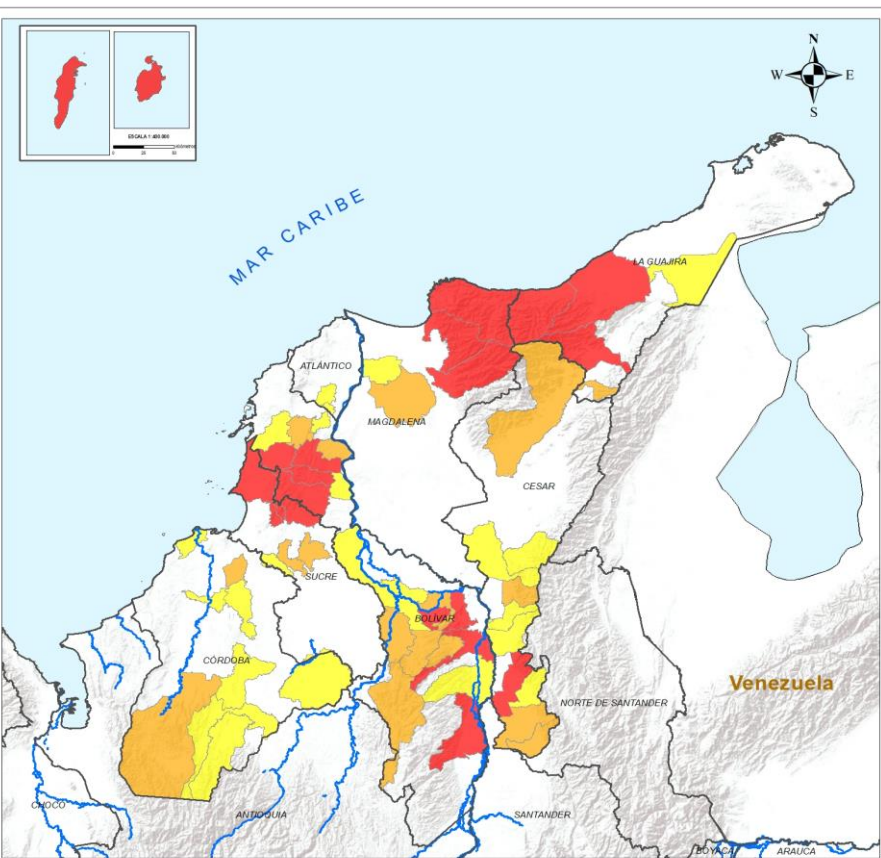 N
W E
S
ESCALA 1:450.000
MAR CARIBE
LA GUAJIRA
ATLÁNTICO
MAGDALENA
CESAR
SUCRE
BOLÍVAR
CÓRDOBA
Venezuela
NORTE DE SANTANDER
CHOCÓ
ANTIOQUIA
SANTANDER
BOYACÁ
ARAUCA